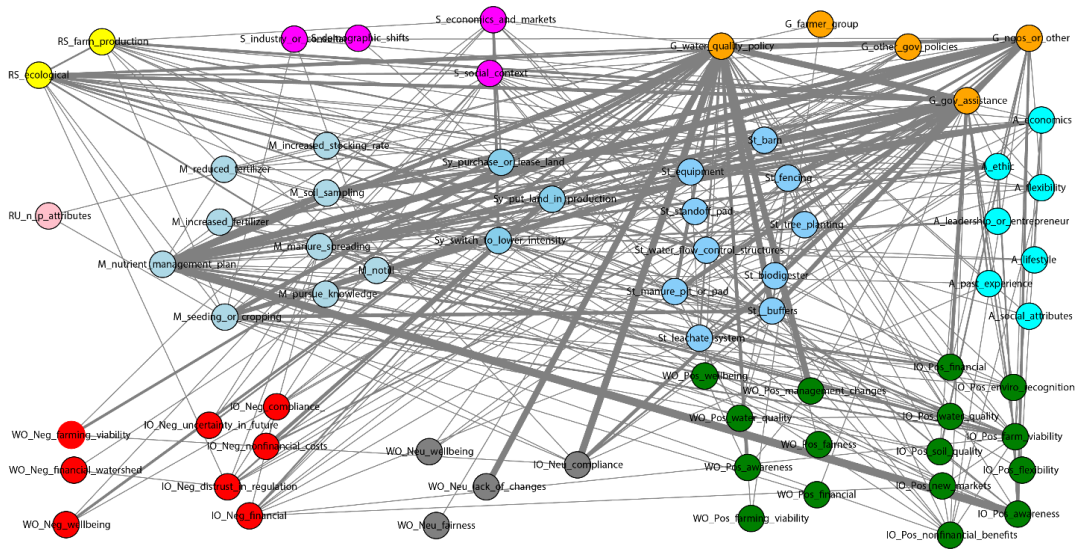 S_economics_and_markets
G_farmer_group
RS_farm_production
S_industry_or
S_demographic_shifts
G_water_quality_policy
G_other_gov_policies
G_ngos_or_other
RS_ecological
S_social_context
G_gov_assistance
A_economics
M_increased_stocking_rate
St_barn
M_reduced_fertilizer
Sy_purchase_or_lease_land
St_equipment
A_ethic
St_fencing
A_flexibility
M_soil_sampling
Sy_put_land_in_production
RU_n_p_attributes
M_increased_fertilizer
St_standoff_pad
St_tree_planting
A_leadership_or_entrepreneur
M_manure_spreading
Sy_switch_to_lower_intensity
St_water_flow_control_structures
M_nutrient_management_plan
M_notill
St_biodigester
A_lifestyle
A_past_experience
M_pursue_knowledge
St_manure_pit_or_pad
M_seeding_or_cropping
St__buffers
A_social_attributes
St_leachate_system
IO_Pos_financial
WO_Pos_wellbeing
WO_Pos_management_changes
IO_Pos_enviro_recognition
IO_Neg_compliance
IO_Neg_uncertainty_in_future
WO_Pos_water_quality
IO_Pos_water_quality
WO_Neg_farming_viability
IO_Neg_nonfinancial_costs
WO_Neu_wellbeing
WO_Pos_fairness
IO_Pos_farm_viability
IO_Pos_soil_quality
WO_Neg_financial_watershed
IO_Neu_compliance
WO_Pos_awareness
IO_Pos_flexibility
IO_Neg_distrust_in_regulation
WO_Neu_lack_of_changes
WO_Pos_financial
IO_Pos_new_markets
WO_Neg_wellbeing
IO_Neg_financial
WO_Neu_fairness
WO_Pos_farming_viability
IO_Pos_awareness
IO_Pos_nonfinancial_benefits